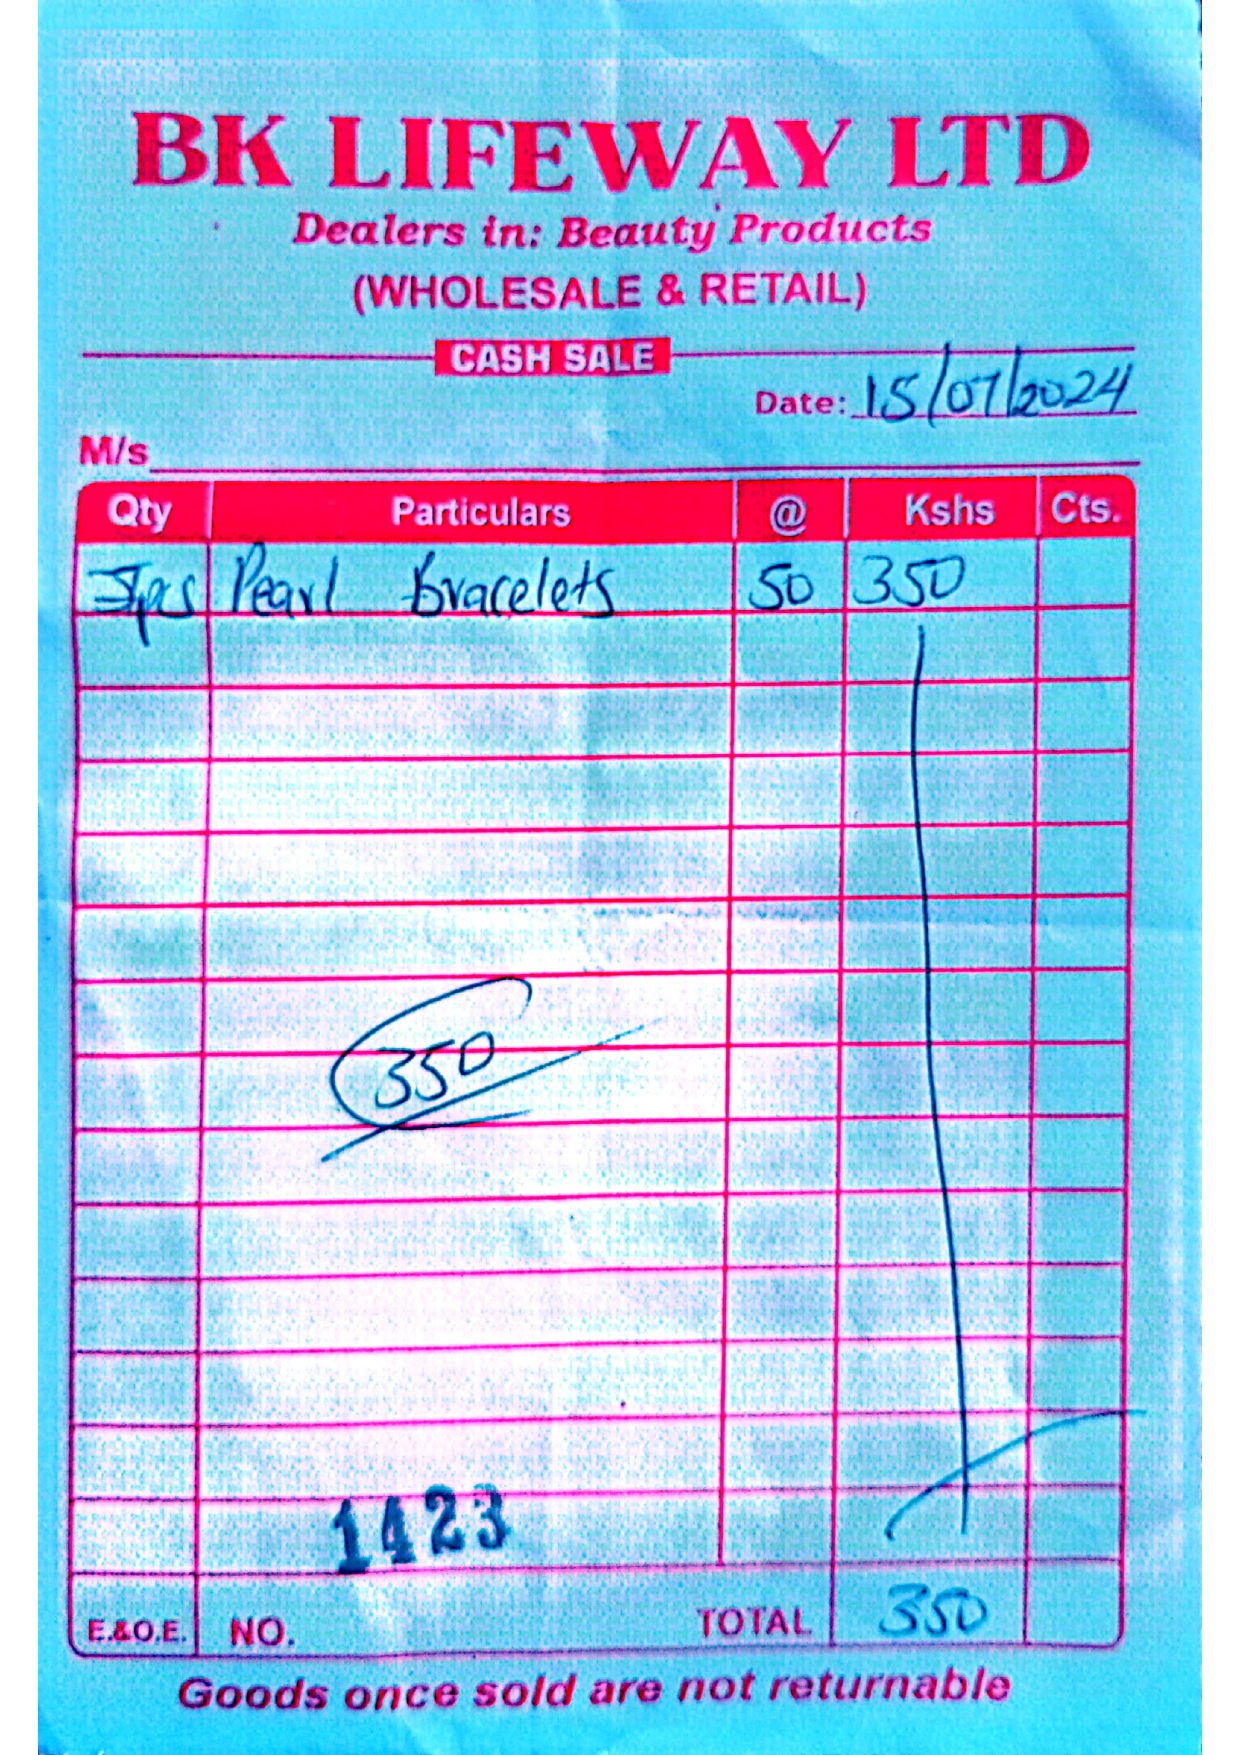 BK LIFEWAY LTD
Dealers in: Beauty Products
(WHOLESALE & RETAIL)
CASH SALE
Date: 15/07/2024
M/s
Qty Particulars @ Kshs Cts.
Pearl Bracelets 50 350
350
1423
E.&O.E. NO. TOTAL 350
Goods once sold are not returnable